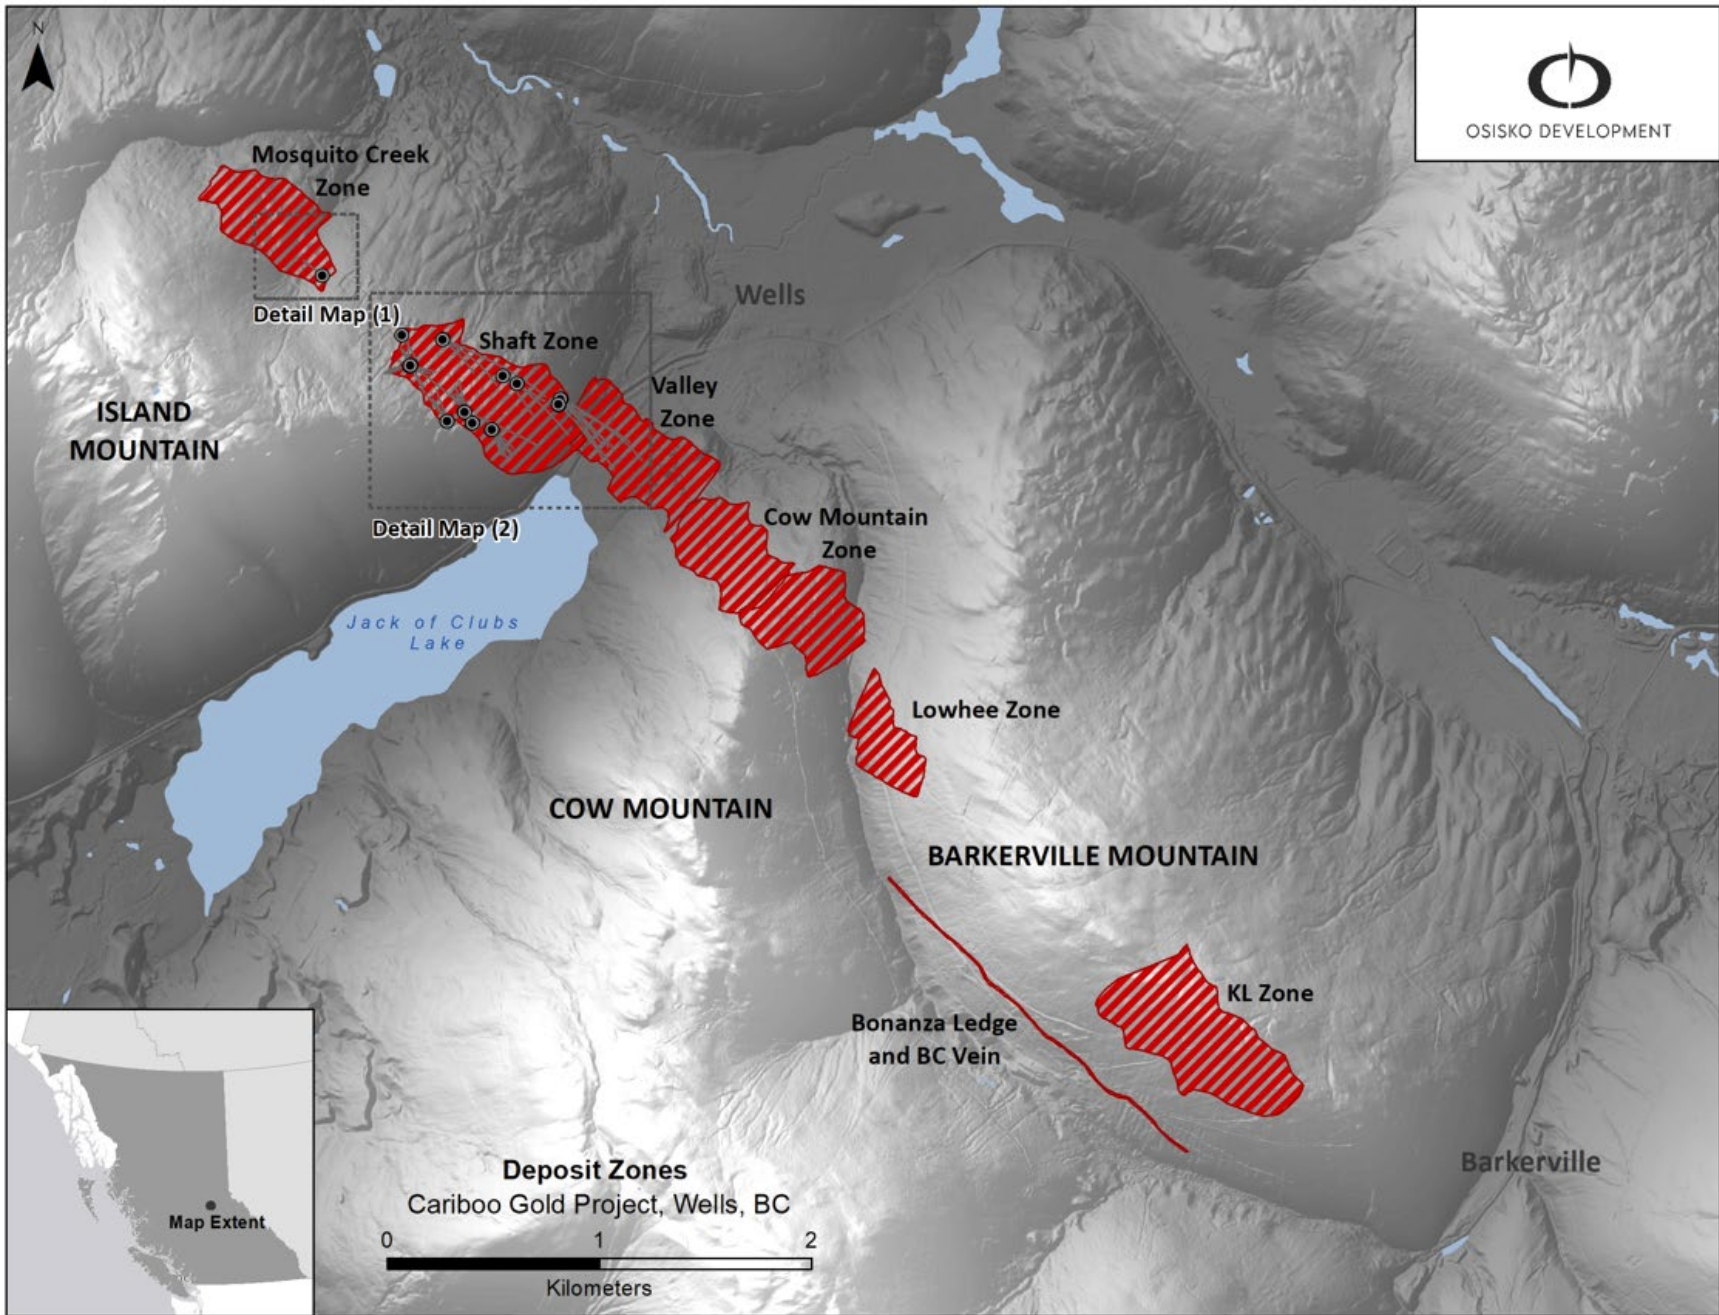 N
OSISKO DEVELOPMENT
Mosquito Creek
Zone
Detail Map (1)
Wells
Shaft Zone
Valley
Zone
ISLAND
MOUNTAIN
Detail Map (2)
Cow Mountain
Zone
Jack of Clubs
Lake
Lowhee Zone
COW MOUNTAIN
BARKERVILLE MOUNTAIN
KL Zone
Bonanza Ledge
and BC Vein
Barkerville
Deposit Zones
Cariboo Gold Project, Wells, BC
0 1 2
Kilometers
Map Extent